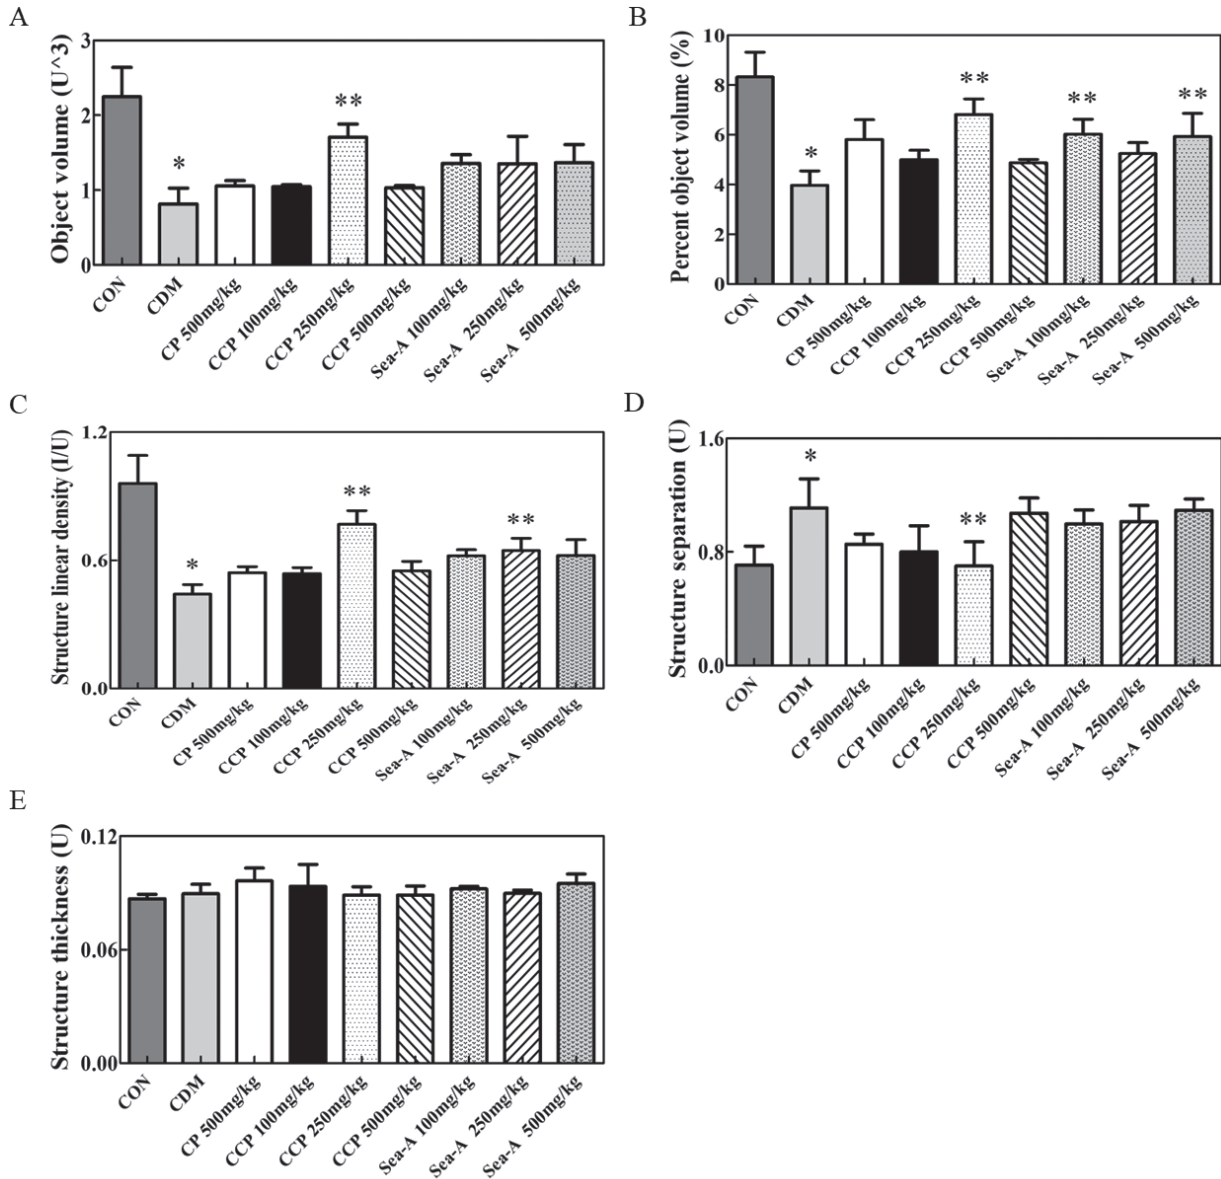 A
Object volume (U^3)
3
2
1
0
*
**
CON
CDM
CP 500mg/kg
CCP 100mg/kg
CCP 250mg/kg
CCP 500mg/kg
Sea-A 100mg/kg
Sea-A 250mg/kg
Sea-A 500mg/kg
B
Percent object volume (%)
10
8
6
4
2
0
*
**
**
**
CON
CDM
CP 500mg/kg
CCP 100mg/kg
CCP 250mg/kg
CCP 500mg/kg
Sea-A 100mg/kg
Sea-A 250mg/kg
Sea-A 500mg/kg
C
Structure linear density (I/U)
1.2
0.6
0.0
*
**
**
CON
CDM
CP 500mg/kg
CCP 100mg/kg
CCP 250mg/kg
CCP 500mg/kg
Sea-A 100mg/kg
Sea-A 250mg/kg
Sea-A 500mg/kg
D
Structure separation (U)
1.6
0.8
0.0
*
**
CON
CDM
CP 500mg/kg
CCP 100mg/kg
CCP 250mg/kg
CCP 500mg/kg
Sea-A 100mg/kg
Sea-A 250mg/kg
Sea-A 500mg/kg
E
Structure thickness (U)
0.12
0.06
0.00
CON
CDM
CP 500mg/kg
CCP 100mg/kg
CCP 250mg/kg
CCP 500mg/kg
Sea-A 100mg/kg
Sea-A 250mg/kg
Sea-A 500mg/kg